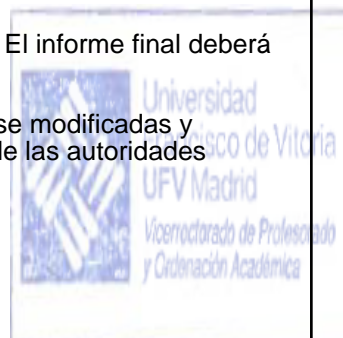 El informe final deberá
se modificadas y
de las autoridades
Universidad
Francisco de Vitoria
UFV Madrid
Vicerrectorado de Profesorado
y Ordenación Académica